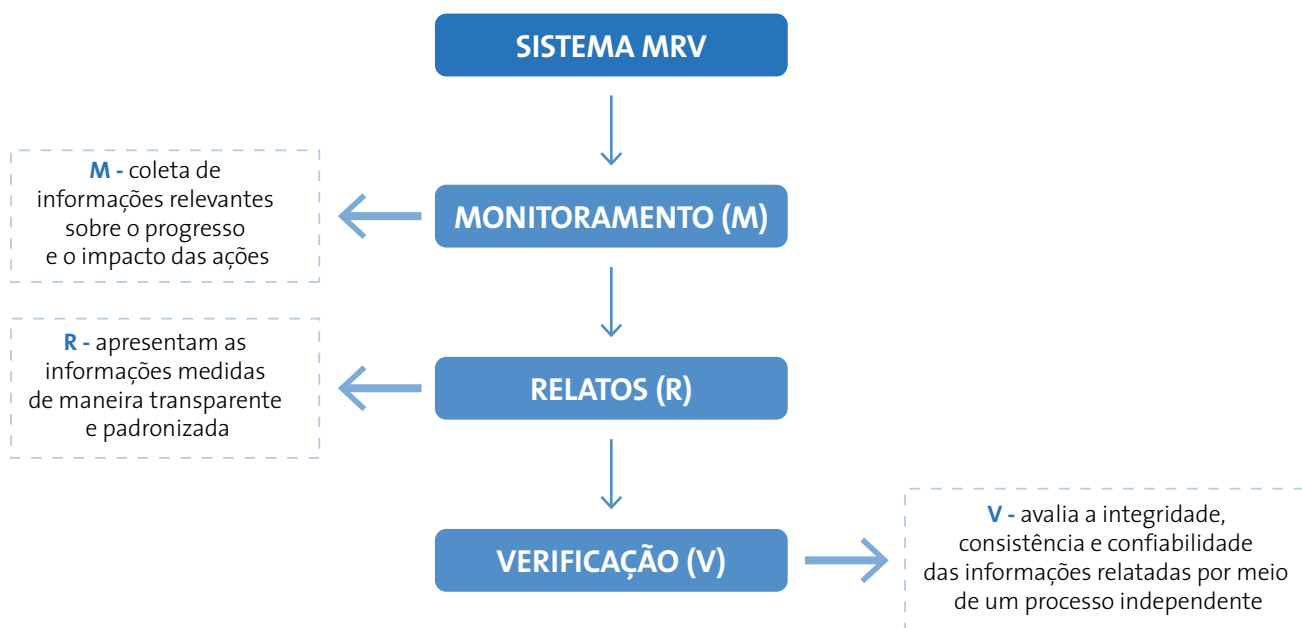 SISTEMA MRV
M - coleta de
informações relevantes
sobre o progresso
e o impacto das ações
MONITORAMENTO (M)
R - apresentam as
informações medidas
de maneira transparente
e padronizada
RELATOS (R)
VERIFICAÇÃO (V)
V - avalia a integridade,
consistência e confiabilidade
das informações relatadas por meio
de um processo independente